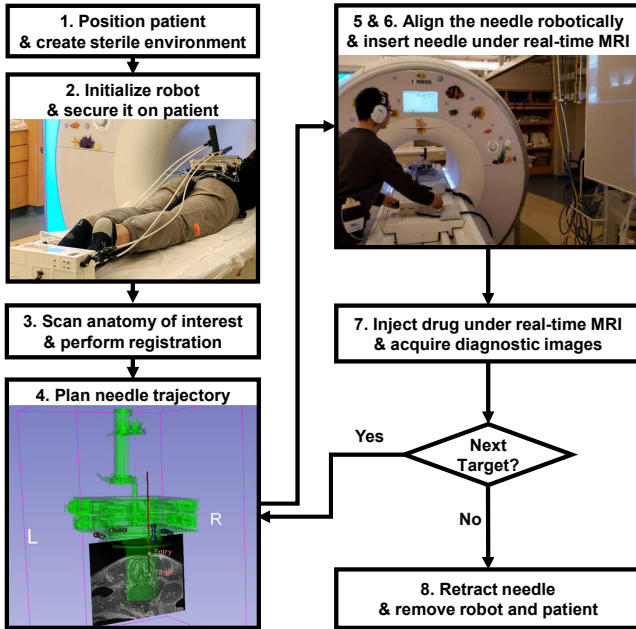 1. Position patient
& create sterile environment
2. Initialize robot
& secure it on patient
3. Scan anatomy of interest
& perform registration
4. Plan needle trajectory
L
R
Entry
5 & 6. Align the needle robotically
& insert needle under real-time MRI
7. Inject drug under real-time MRI
& acquire diagnostic images
Next
Target?
Yes
No
8. Retract needle
& remove robot and patient